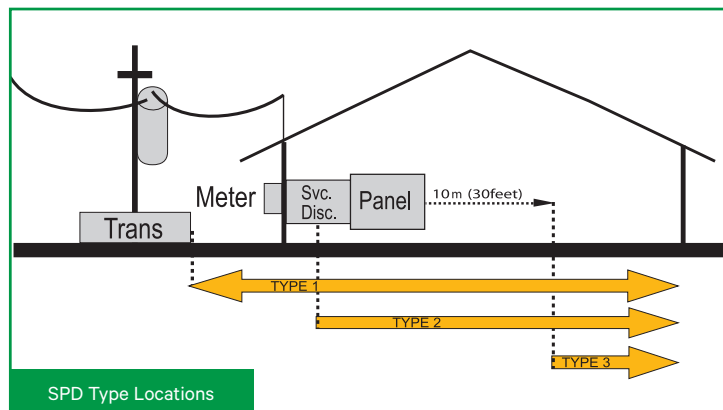 Meter
Svc.
Disc.
Panel
10m (30feet)
Trans
TYPE 1
TYPE 2
TYPE 3
SPD Type Locations